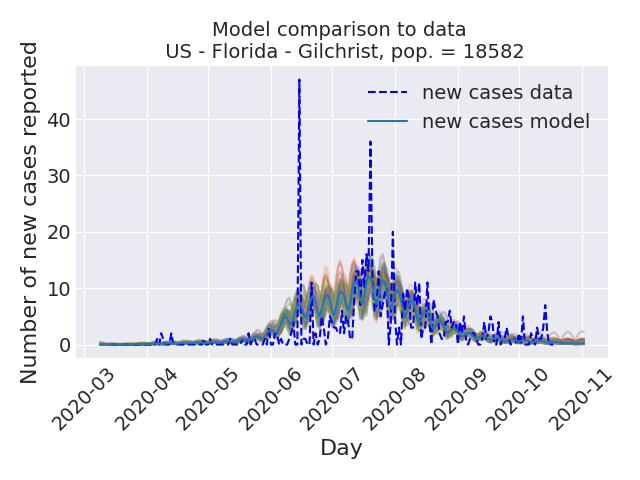 Model comparison to data
US - Florida - Gilchrist, pop. = 18582
new cases data
new cases model
Number of new cases reported
40
30
20
10
0
2020-03
2020-04
2020-05
2020-06
2020-07
2020-08
2020-09
2020-10
2020-11
Day